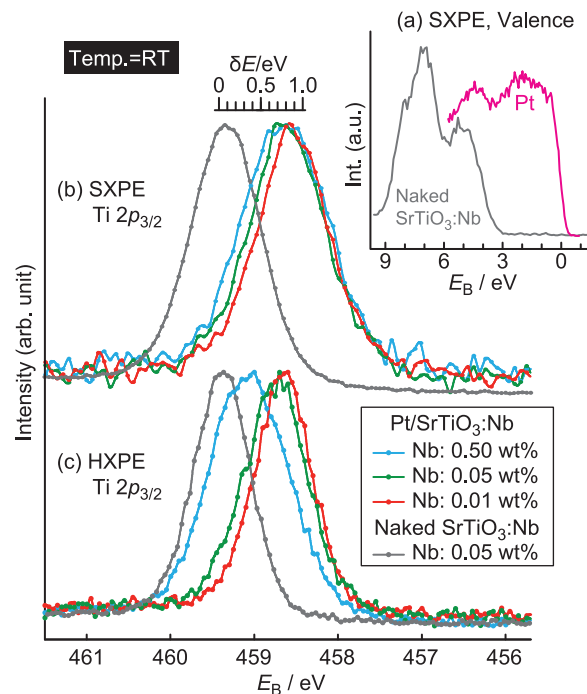 (a) SXPE, Valence
Temp.=RT
δE/eV
0 0.5 1.0
Pt
Int. (a.u.)
Naked
SrTiO₃:Nb
9 6 3 0
E_B / eV
(b) SXPE
Ti 2p₃/₂
Intensity (arb. unit)
(c) HXPE
Ti 2p₃/₂
Pt/SrTiO₃:Nb
Nb: 0.50 wt%
Nb: 0.05 wt%
Nb: 0.01 wt%
Naked SrTiO₃:Nb
Nb: 0.05 wt%
461 460 459 458 457 456
E_B / eV